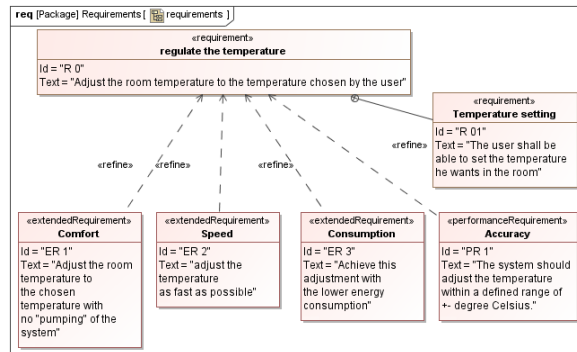 req [Package] Requirements [ requirements ]
«requirement»
regulate the temperature
Id = "R 0"
Text = "Adjust the room temperature to the temperature chosen by the user"
«requirement»
Temperature setting
Id = "R 01"
Text = "The user shall be
able to set the temperature
he wants in the room"
«refine»
«refine»
«refine»
«refine»
«extendedRequirement»
Comfort
Id = "ER 1"
Text = "Adjust the room
temperature to
the chosen
temperature with
no "pumping" of the
system"
«extendedRequirement»
Speed
Id = "ER 2"
Text = "adjust the
temperature
as fast as possible"
«extendedRequirement»
Consumption
Id = "ER 3"
Text = "Achieve this
adjustment with
the lower energy
consumption"
«performanceRequirement»
Accuracy
Id = "PR 1"
Text = "The system should
adjust the temperature
within a defined range of
+- degree Celsius."